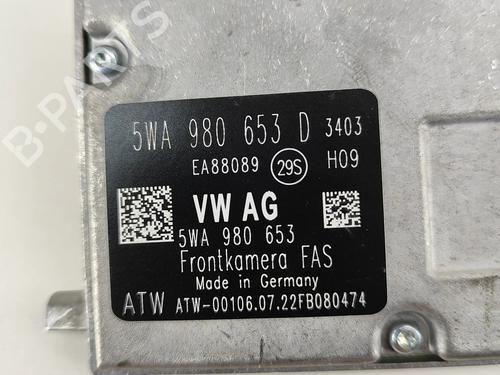 5WA 980 653 D 3403
EA88089 29S H09
VW AG
5WA 980 653
Frontkamera FAS
Made in Germany
ATW ATW-00106.07.22FB080474
B-PARTS